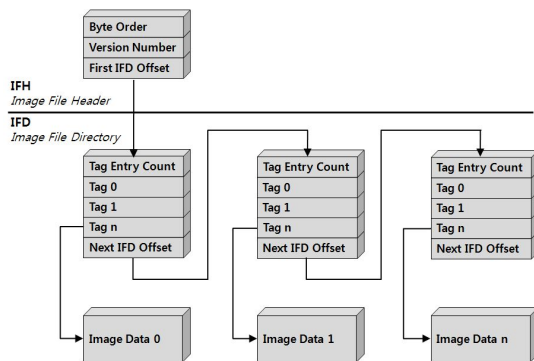 Byte Order
Version Number
First IFD Offset
IFH
Image File Header
IFD
Image File Directory
Tag Entry Count
Tag 0
Tag 1
Tag n
Next IFD Offset
Tag Entry Count
Tag 0
Tag 1
Tag n
Next IFD Offset
Tag Entry Count
Tag 0
Tag 1
Tag n
Next IFD Offset
Image Data 0
Image Data 1
Image Data n